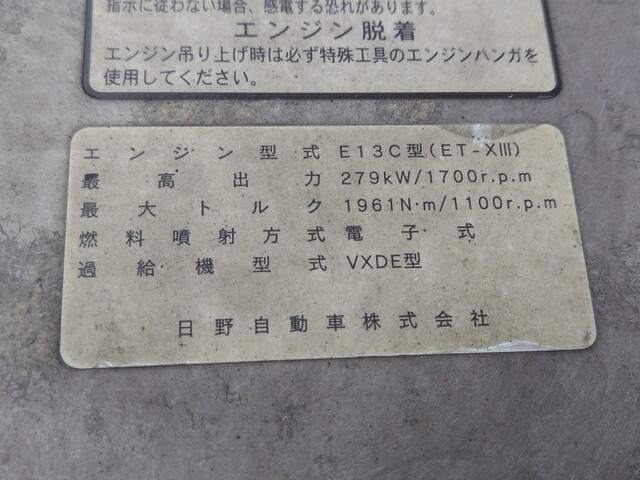 指示に従わない場合、感電する恐れがあります。
エンジン脱着
エンジン吊り上げ時は必ず特殊工具のエンジンハンガを
使用してください。
エンジン型式 E13C型(ET-XⅢ)
最高出力 279kW/1700r.p.m
最大トルク 1961N·m/1100r.p.m
燃料噴射方式 電子式
過給機型式 VXDE型
日野自動車株式会社